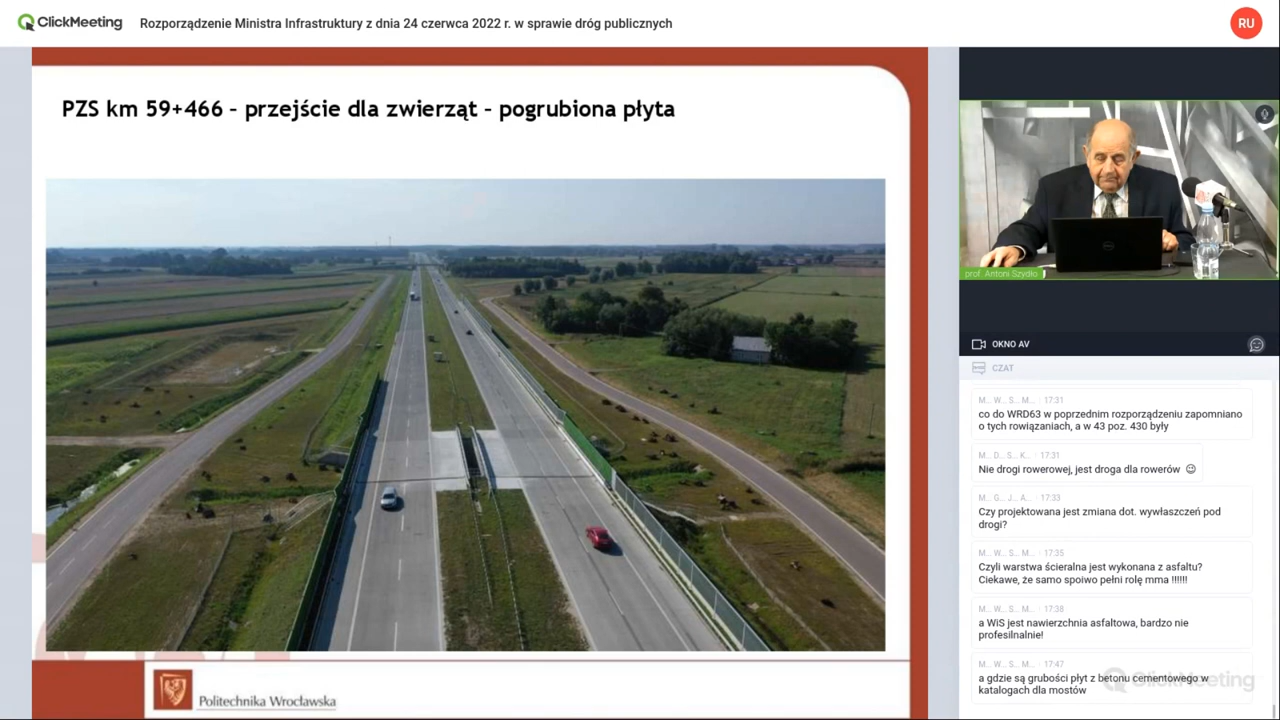 ClickMeeting
Rozporządzenie Ministra Infrastruktury z dnia 24 czerwca 2022 r. w sprawie dróg publicznych
RU
PZS km 59+466 - przejście dla zwierząt - pogrubiona płyta
Politechnika Wrocławska
prof. Antoni Szydło
OKNO AV
CZAT
M... W... S... M... · 17:31
co do WRD63 w poprzednim rozporządzeniu zapomniano
o tych rowiązaniach, a w 43 poz. 430 były
M... D... S... K... · 17:31
Nie drogi rowerowej, jest droga dla rowerów
M... G... J... A... · 17:33
Czy projektowana jest zmiana dot. wywłaszczeń pod
drogi?
M... W... S... M... · 17:35
Czyli warstwa ścieralna jest wykonana z asfaltu?
Ciekawe, że samo spoiwo pełni rolę mma !!!!!!
M... W... S... M... · 17:38
a WiS jest nawierzchnia asfaltowa, bardzo nie
profesilnalnie!
M... W... S... M... · 17:47
a gdzie są grubości płyt z betonu cementowego w
katalogach dla mostów
ClickMeeting